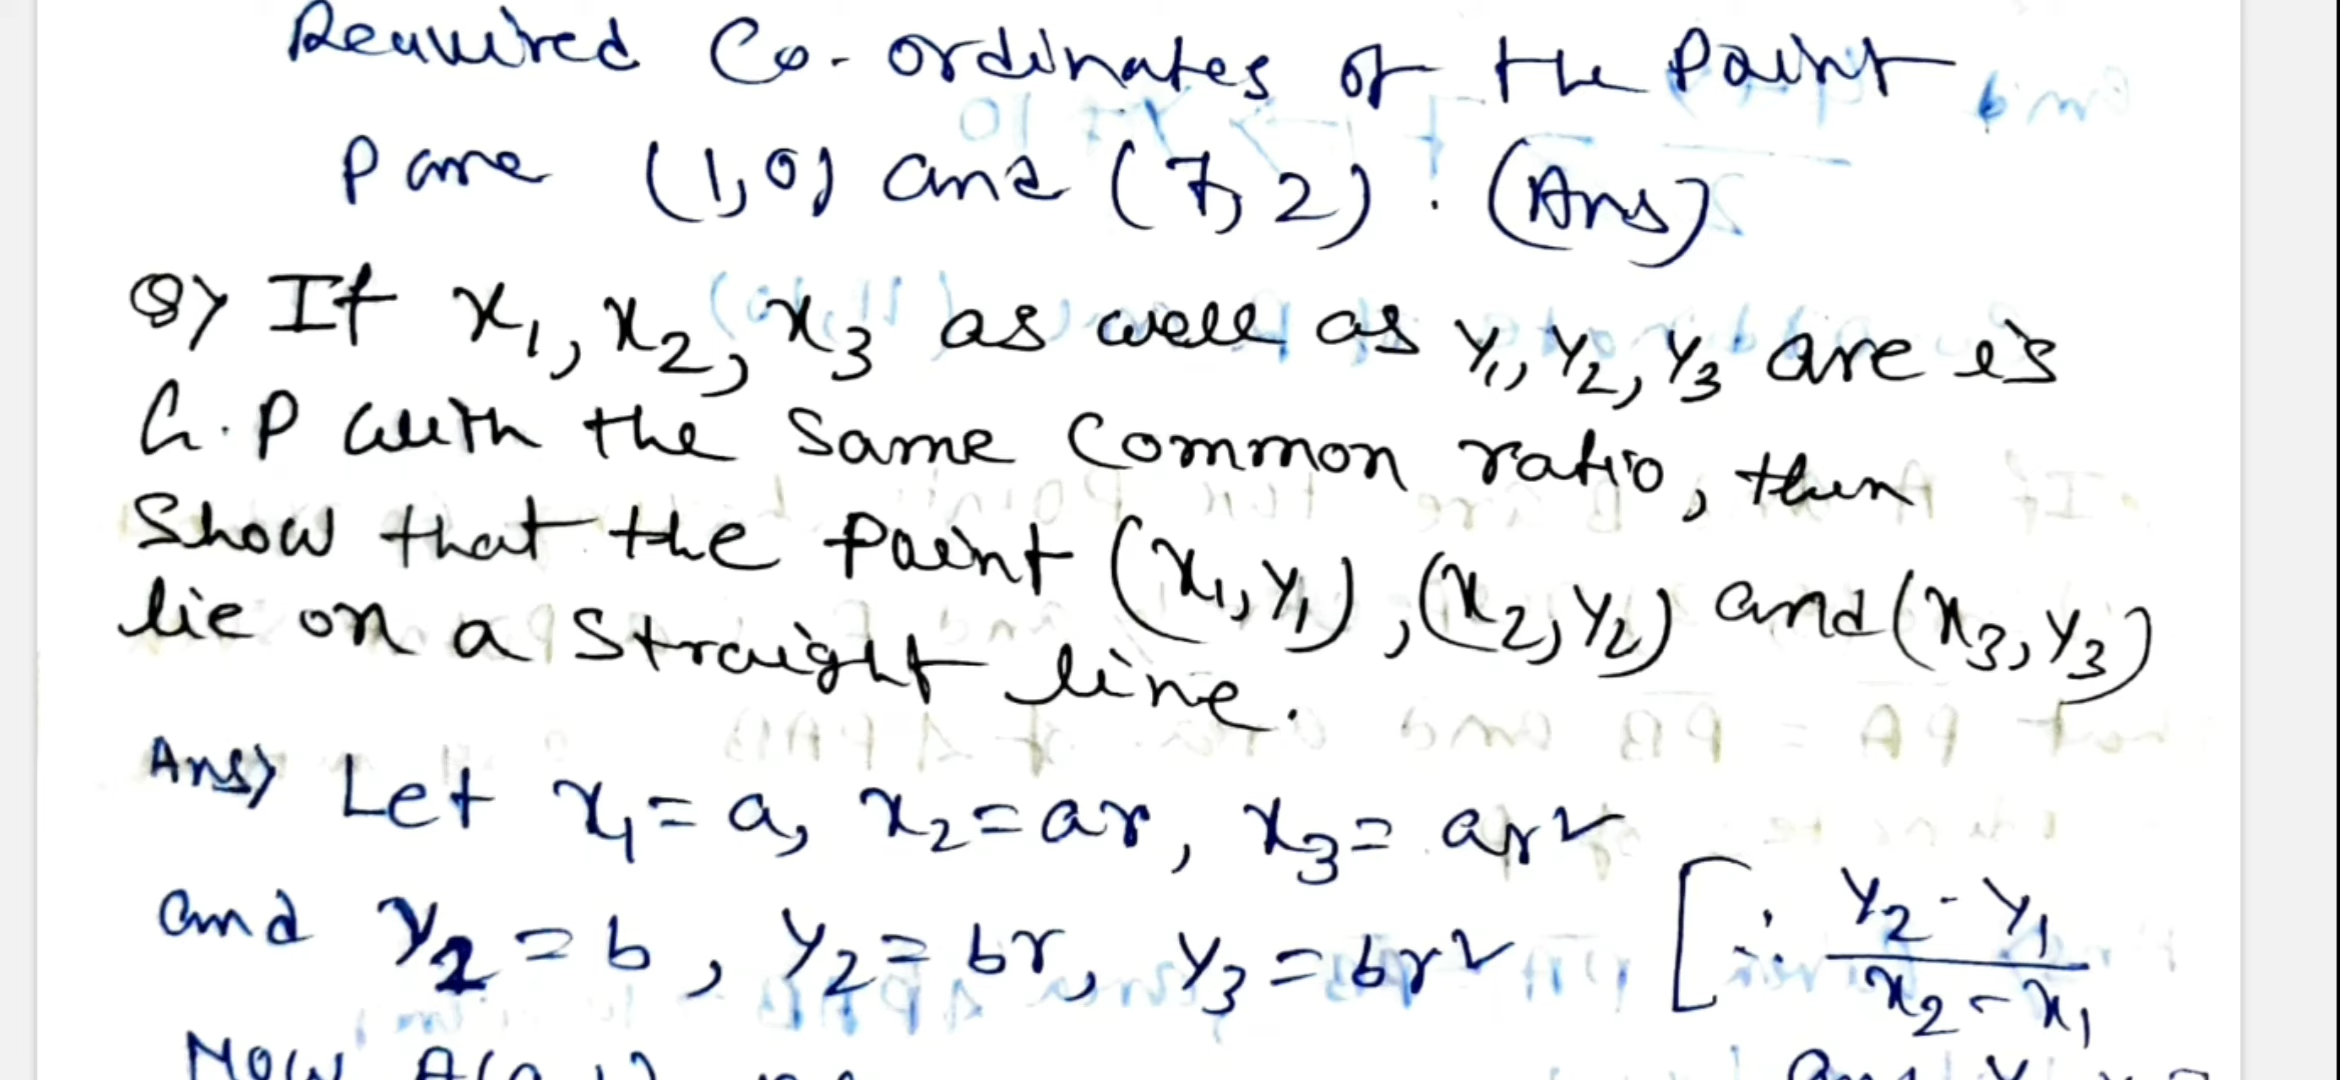 Required Co-ordinates of the Point
P are (1,0) and (7,2). (Ans)
Q) If x₁, x₂, x₃ as well as y₁, y₂, y₃ are is
G.P with the Same Common ratio, then
Show that the Point (x₁,y₁), (x₂,y₂) and (x₃,y₃)
lie on a Straight line.
Ans) Let x₁ = a, x₂ = ar, x₃ = ar²
and y₁ = b, y₂ = br, y₃ = br² [∵ y₂ - y₁ / x₂ - x₁
Now